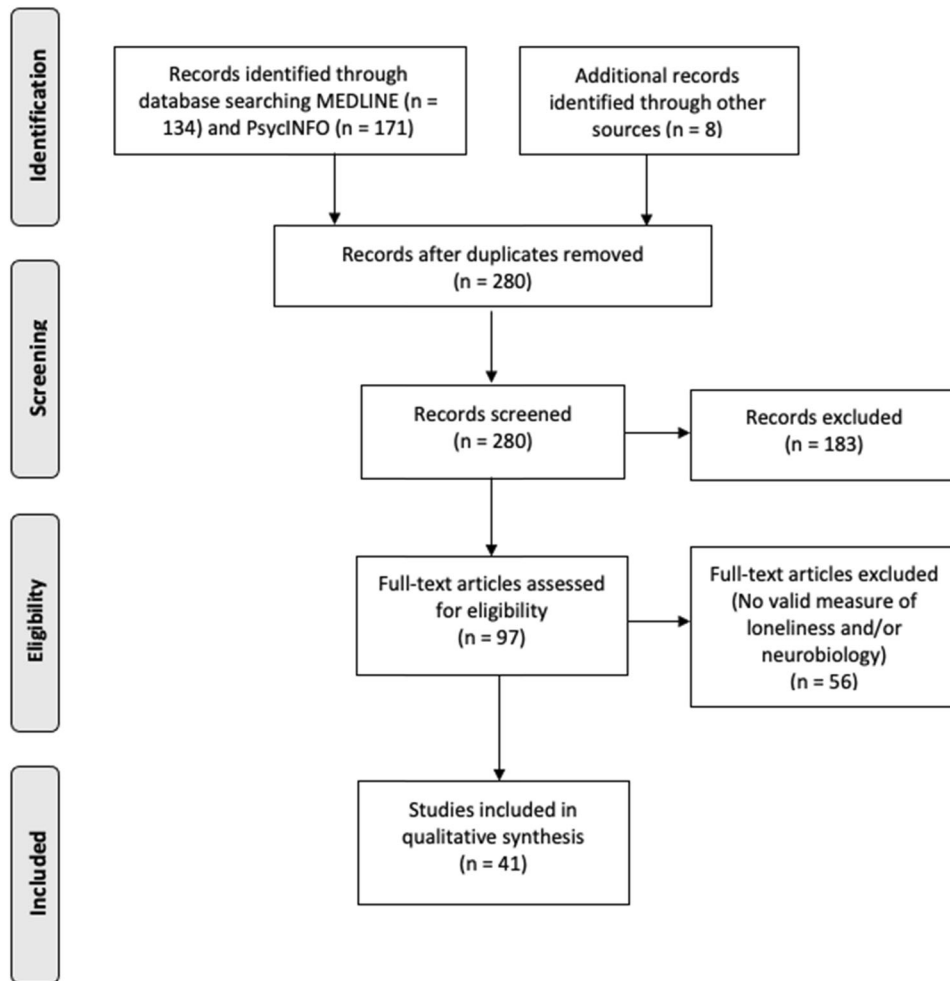 Identification
Records identified through
database searching MEDLINE (n =
134) and PsycINFO (n = 171)
Additional records
identified through other
sources (n = 8)
Records after duplicates removed
(n = 280)
Screening
Records screened
(n = 280)
Records excluded
(n = 183)
Eligibility
Full-text articles assessed
for eligibility
(n = 97)
Full-text articles excluded
(No valid measure of
loneliness and/or
neurobiology)
(n = 56)
Included
Studies included in
qualitative synthesis
(n = 41)